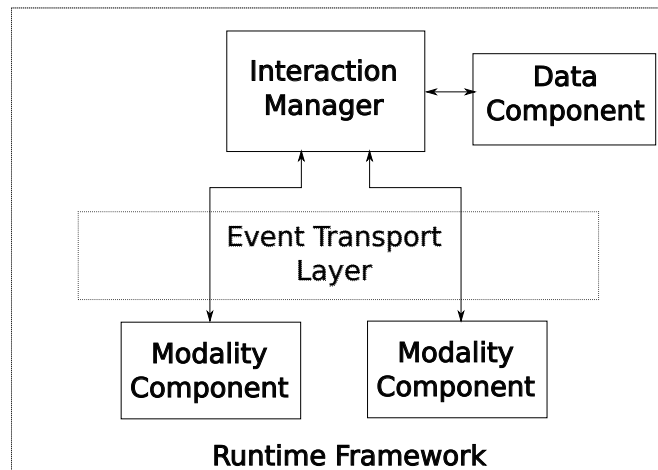 Interaction
Manager
Data
Component
Event Transport
Layer
Modality
Component
Modality
Component
Runtime Framework